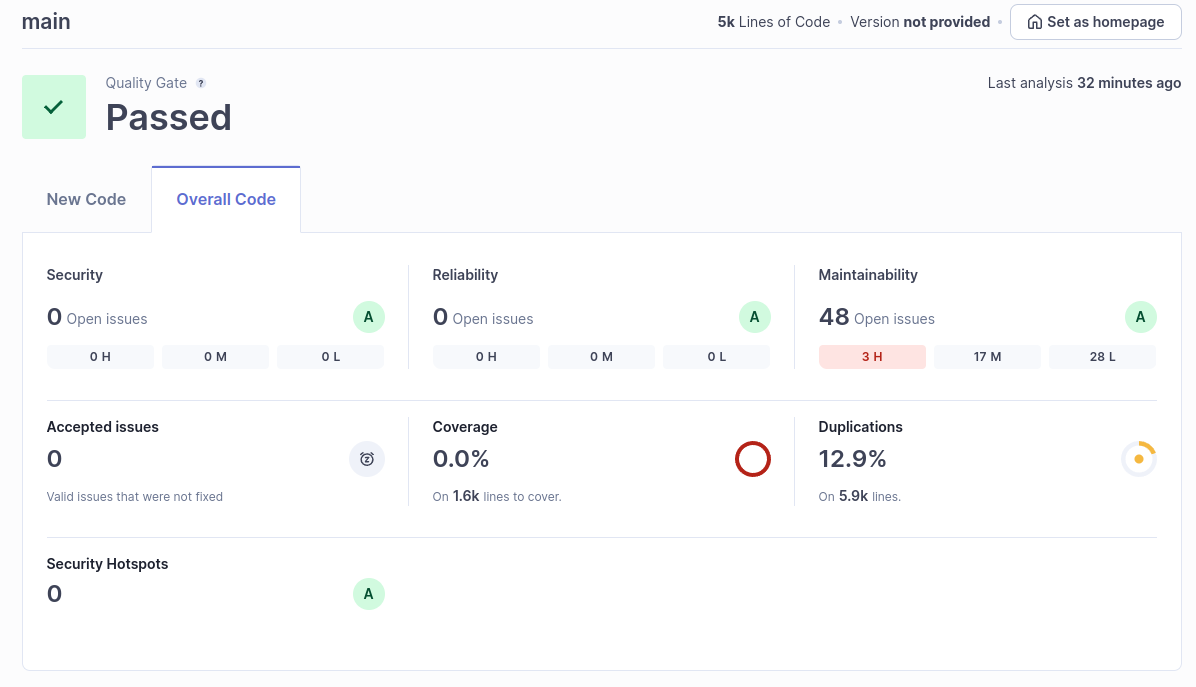 main
5k Lines of Code • Version not provided • Set as homepage
Quality Gate ?
Last analysis 32 minutes ago
Passed
New Code Overall Code
Security
0 Open issues A
0 H 0 M 0 L
Reliability
0 Open issues A
0 H 0 M 0 L
Maintainability
48 Open issues A
3 H 17 M 28 L
Accepted issues
0
Valid issues that were not fixed
Coverage
0.0%
On 1.6k lines to cover.
Duplications
12.9%
On 5.9k lines.
Security Hotspots
0 A